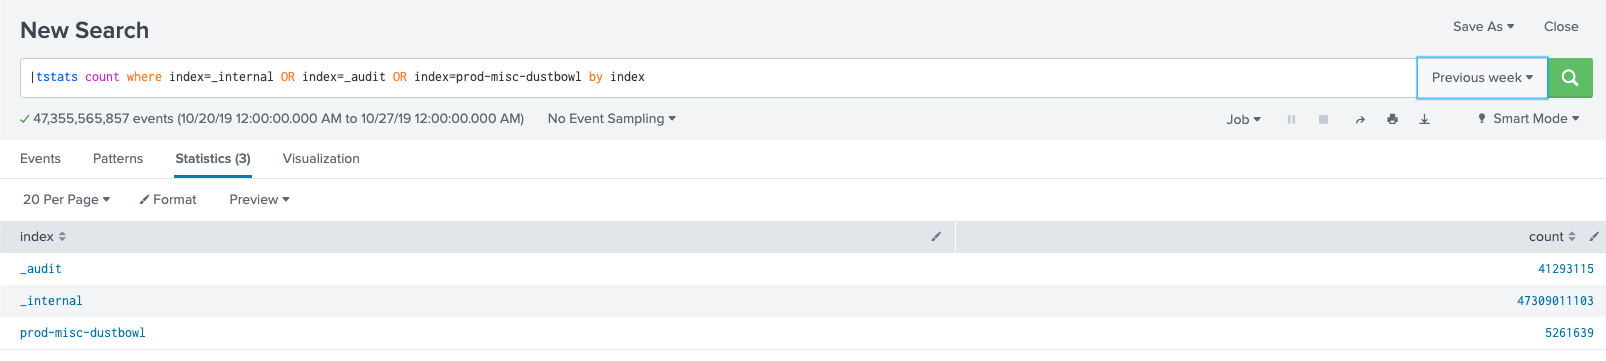 New Search
Save As
Close
|tstats count where index=_internal OR index=_audit OR index=prod-misc-dustbowl by index
Previous week
47,355,565,857 events (10/20/19 12:00:00.000 AM to 10/27/19 12:00:00.000 AM)
No Event Sampling
Job
Smart Mode
Events
Patterns
Statistics (3)
Visualization
20 Per Page
Format
Preview
index
count
_audit
41293115
_internal
47309011103
prod-misc-dustbowl
5261639